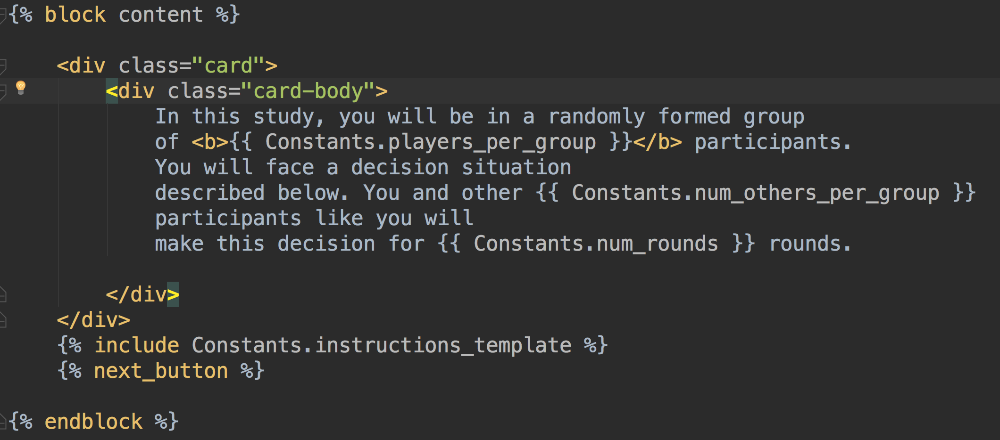 {% block content %}
<div class="card">
<div class="card-body">
In this study, you will be in a randomly formed group
of <b>{{ Constants.players_per_group }}</b> participants.
You will face a decision situation
described below. You and other {{ Constants.num_others_per_group }}
participants like you will
make this decision for {{ Constants.num_rounds }} rounds.
</div>
</div>
{% include Constants.instructions_template %}
{% next_button %}
{% endblock %}